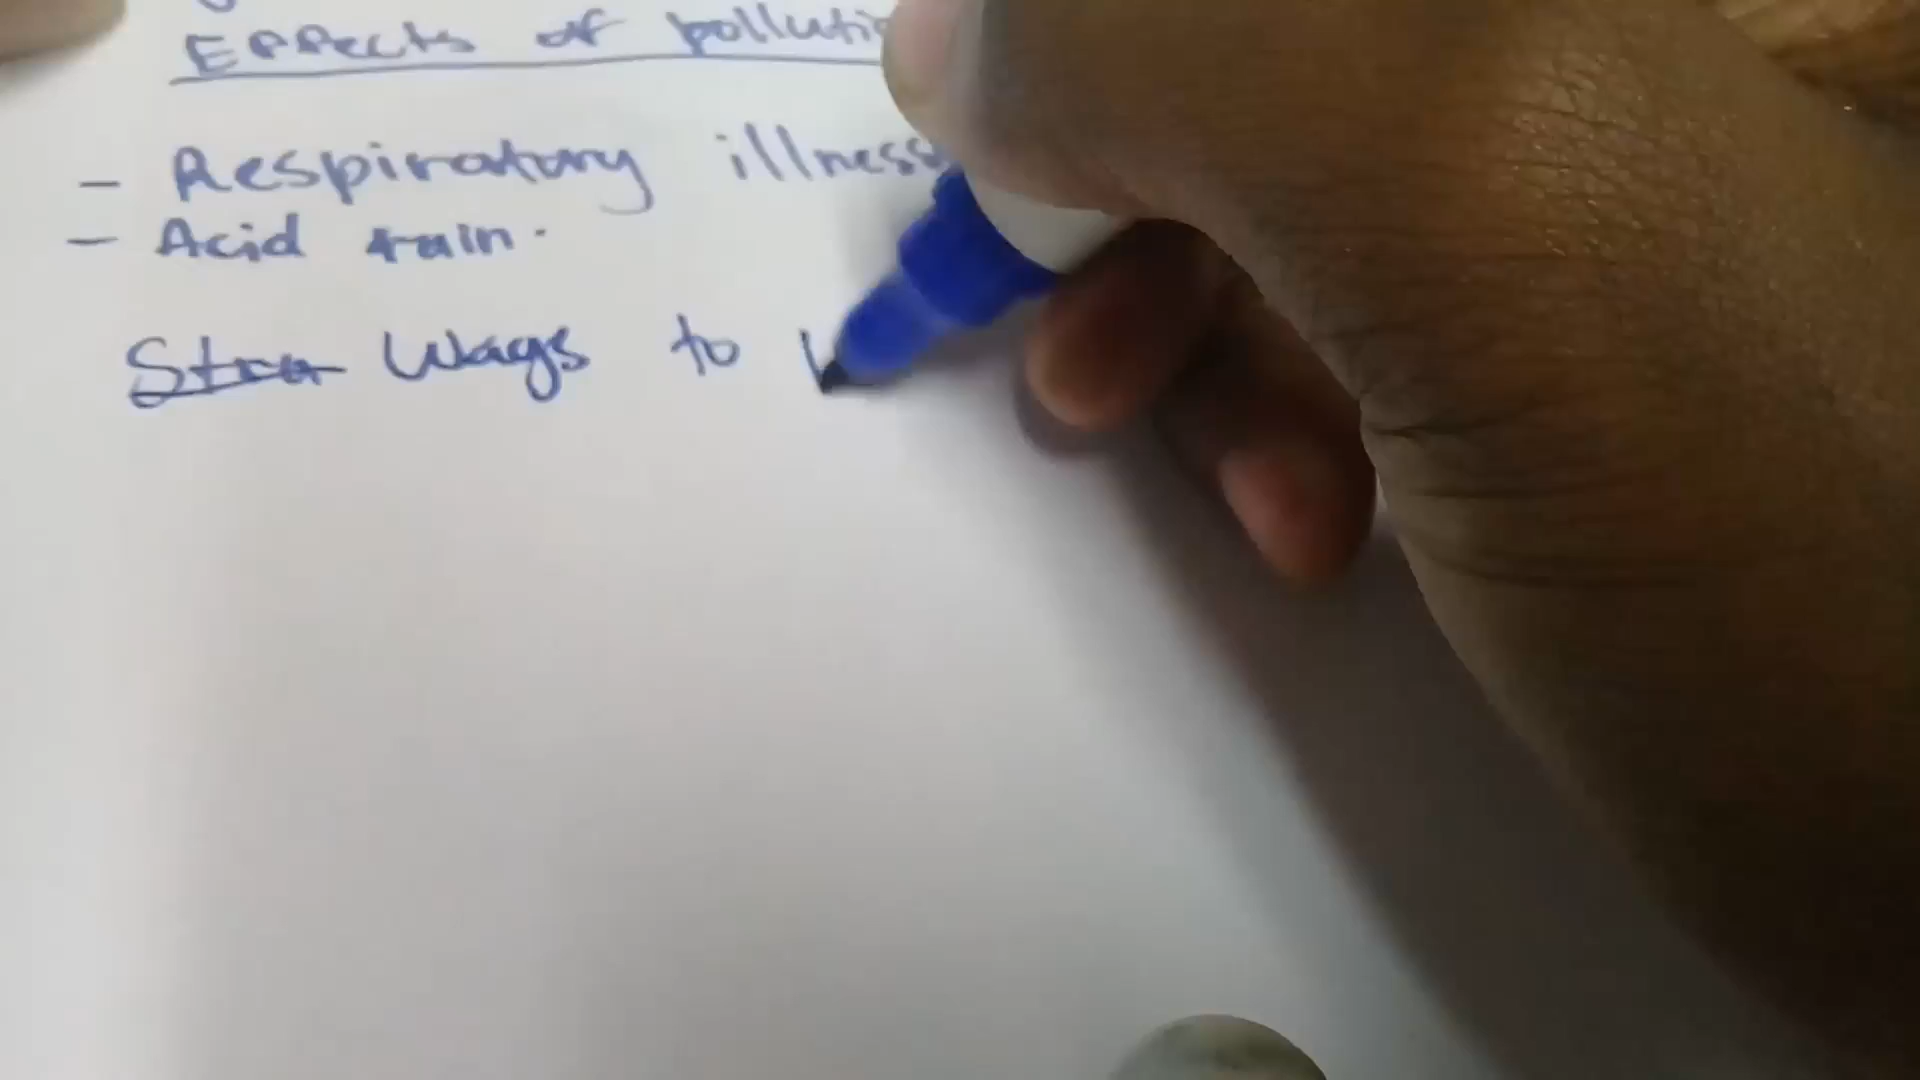 Effects of polluti
- Respiratory illness
- Acid rain.
Stra Ways to